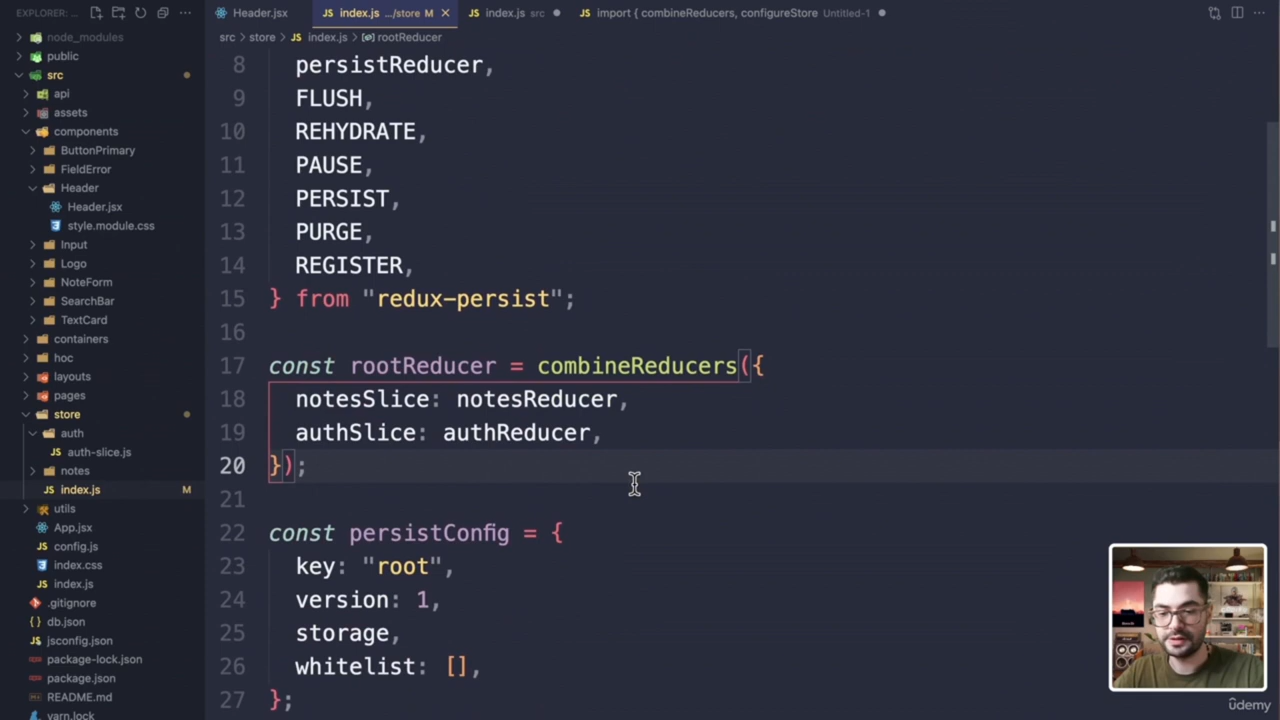 EXPLORER: ...
Header.jsx
index.js .../store M
index.js src
import { combineReducers, configureStore Untitled-1
src > store > index.js > rootReducer
node_modules
public
src
api
assets
components
ButtonPrimary
FieldError
Header
Header.jsx
style.module.css
Input
Logo
NoteForm
SearchBar
TextCard
containers
hoc
layouts
pages
store
auth
auth-slice.js
notes
index.js M
utils
App.jsx
config.js
index.css
index.js
.gitignore
db.json
jsconfig.json
package-lock.json
package.json
README.md
yarn.lock
8 persistReducer,
9 FLUSH,
10 REHYDRATE,
11 PAUSE,
12 PERSIST,
13 PURGE,
14 REGISTER,
15 } from "redux-persist";
16
17 const rootReducer = combineReducers({
18 notesSlice: notesReducer,
19 authSlice: authReducer,
20 });
21
22 const persistConfig = {
23 key: "root",
24 version: 1,
25 storage,
26 whitelist: [],
27 };
ûdemy